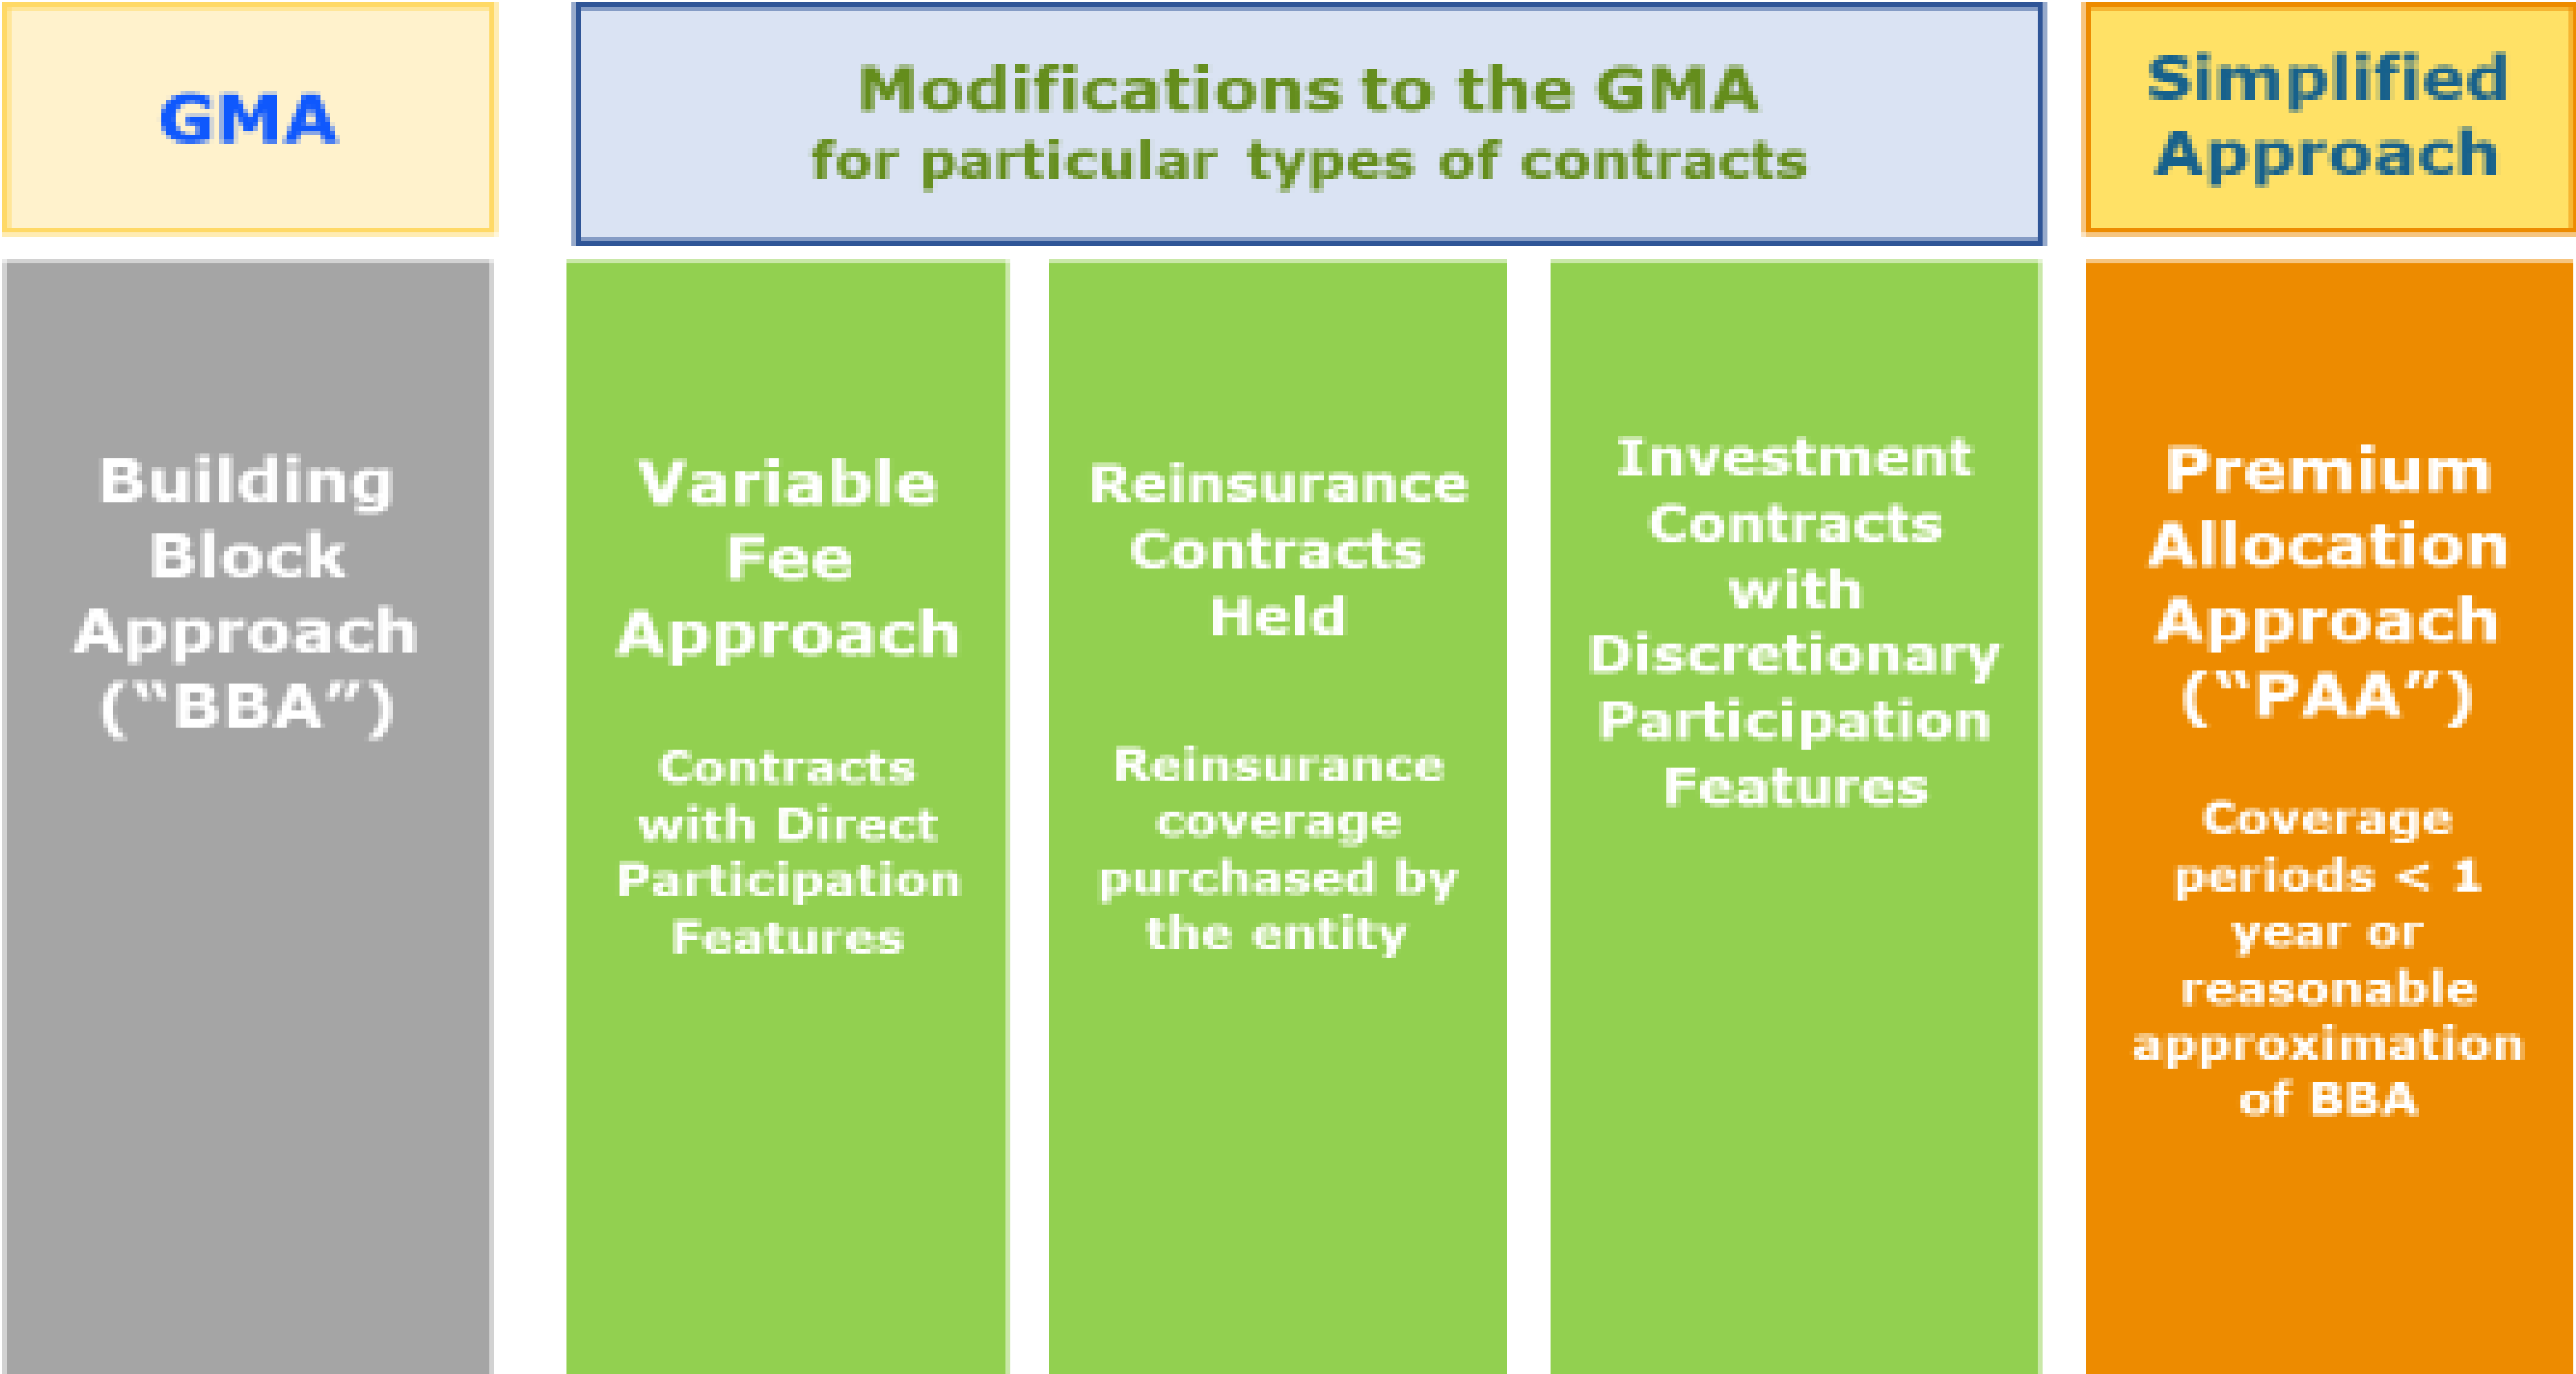 GMA
Modifications to the GMA
for particular types of contracts
Simplified
Approach
Building
Block
Approach
(“BBA”)
Variable
Fee
Approach
Contracts
with Direct
Participation
Features
Reinsurance
Contracts
Held
Reinsurance
coverage
purchased by
the entity
Investment
Contracts
with
Discretionary
Participation
Features
Premium
Allocation
Approach
(“PAA”)
Coverage
periods < 1
year or
reasonable
approximation
of BBA